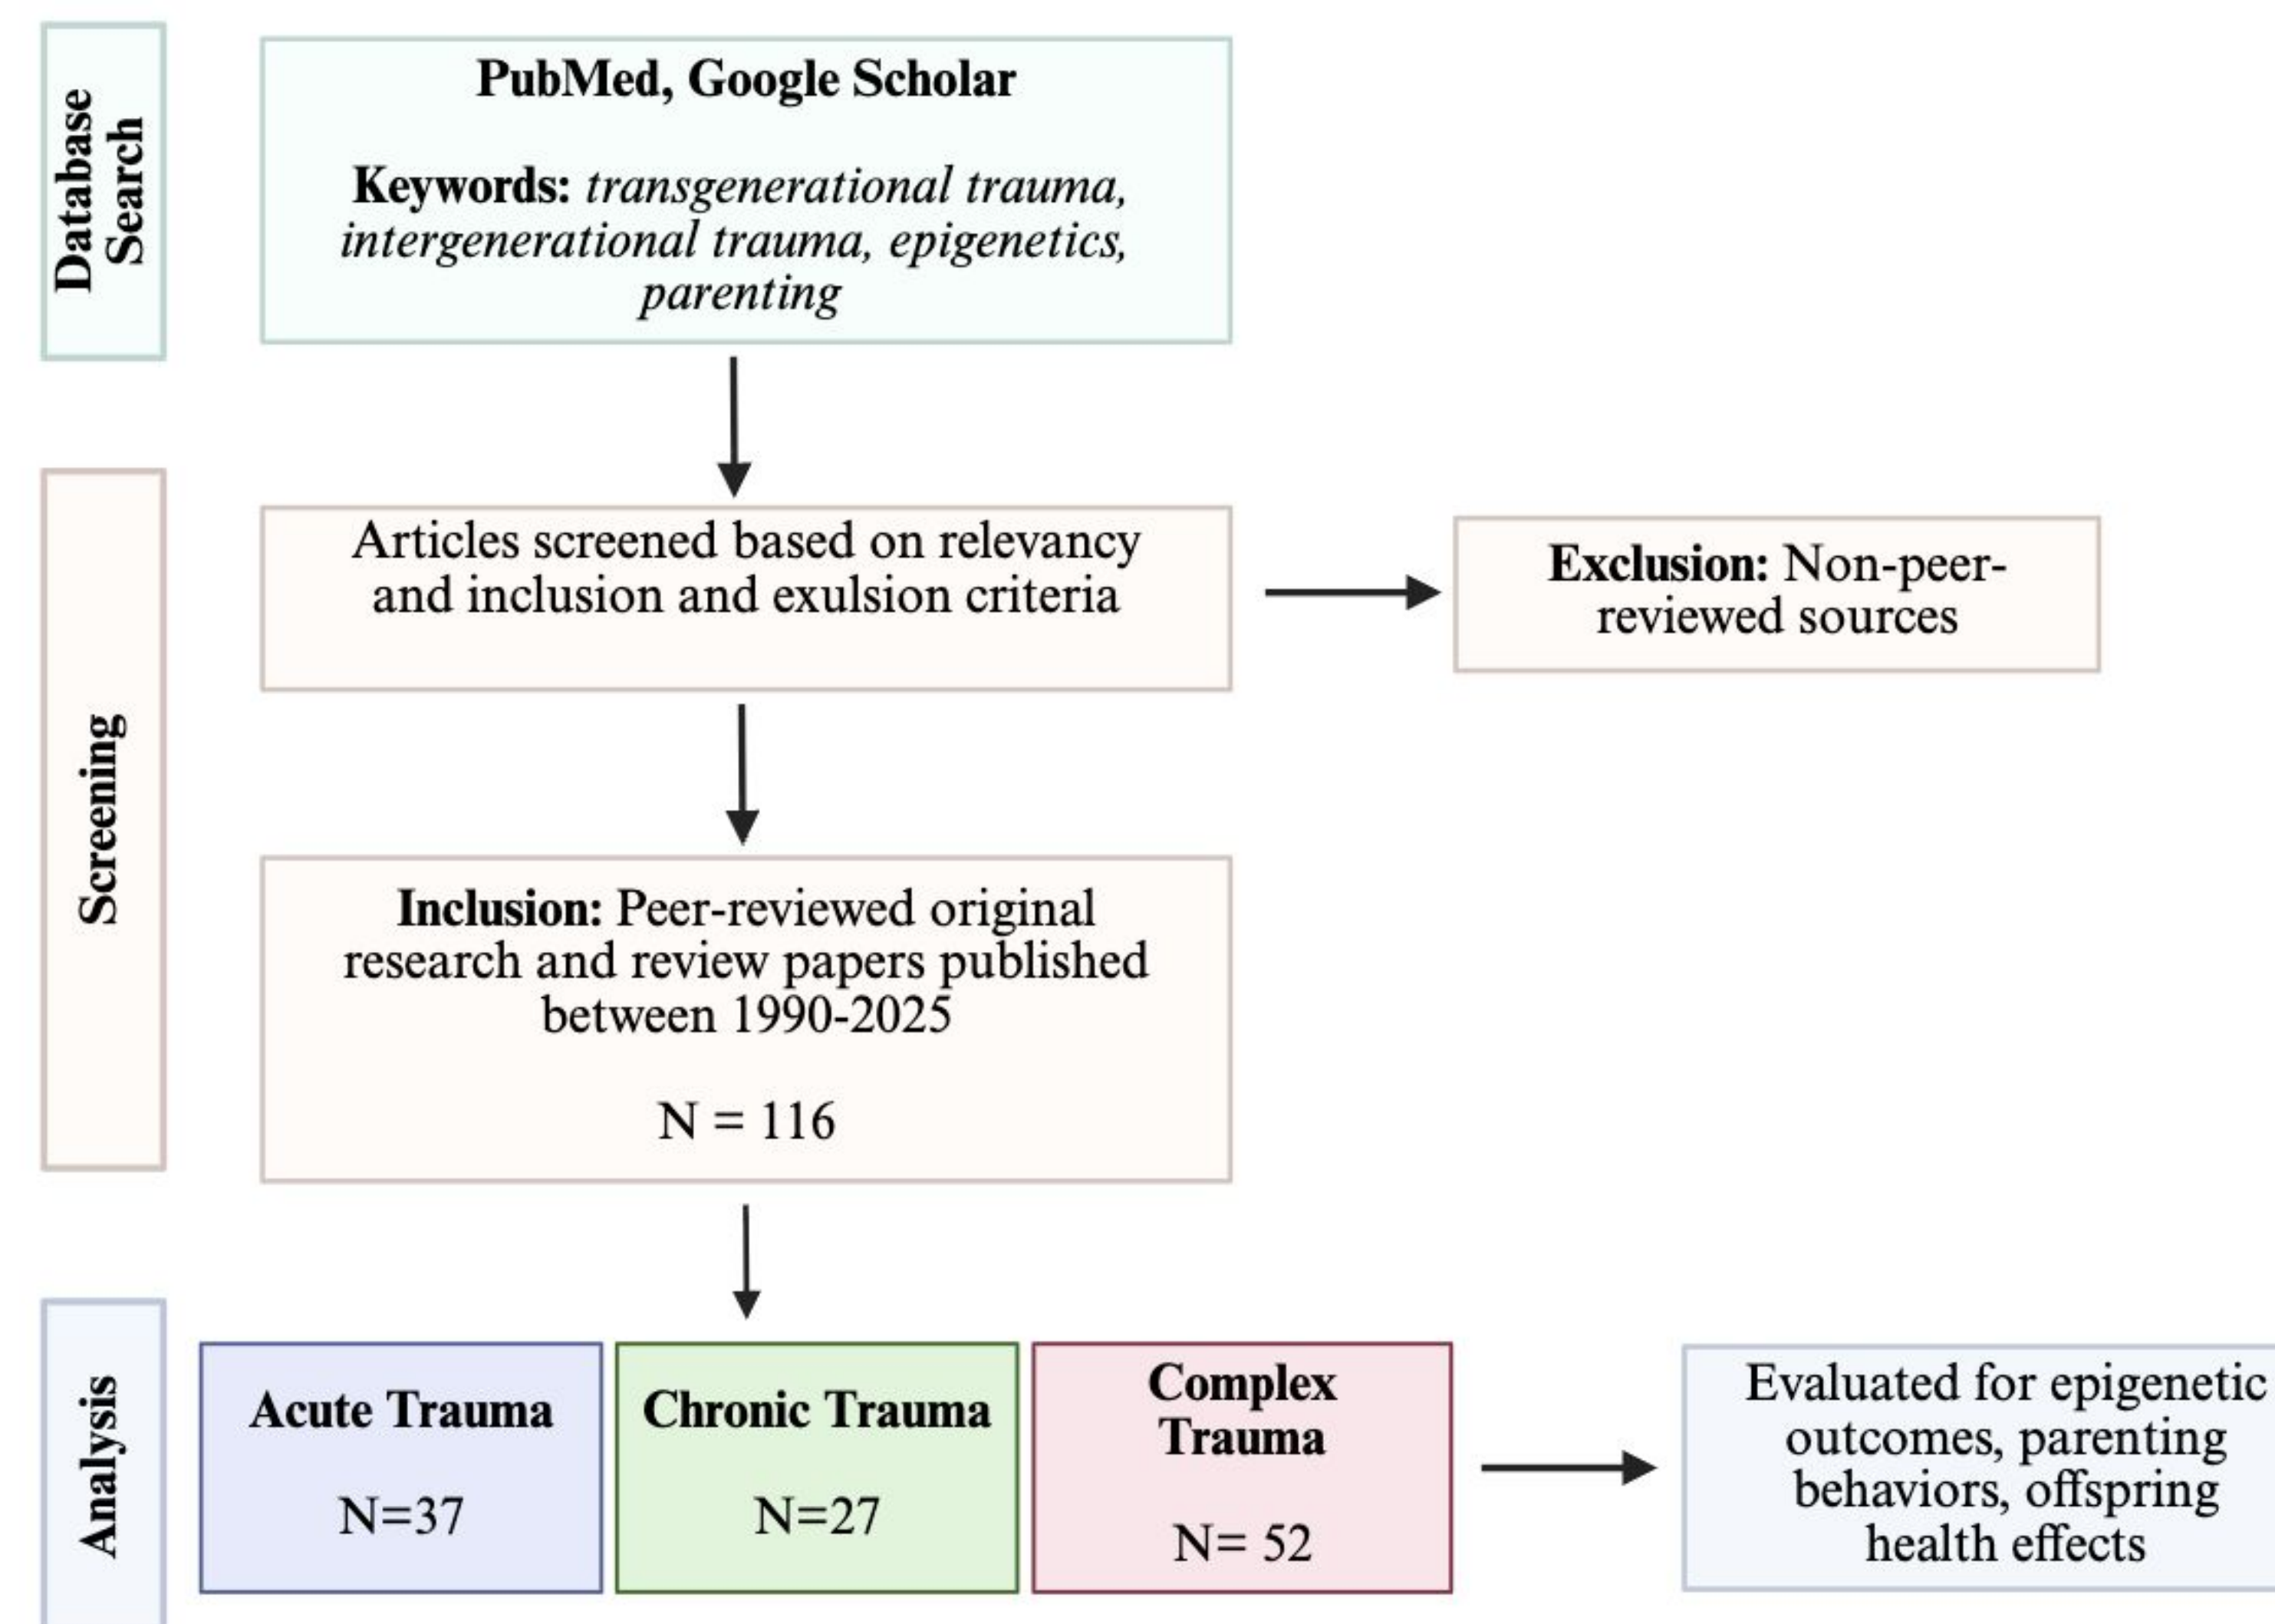 Database
Search
PubMed, Google Scholar
Keywords: transgenerational trauma,
intergenerational trauma, epigenetics,
parenting
Screening
Articles screened based on relevancy
and inclusion and exulsion criteria
Exclusion: Non-peer-
reviewed sources
Inclusion: Peer-reviewed original
research and review papers published
between 1990-2025
N = 116
Analysis
Acute Trauma
N=37
Chronic Trauma
N=27
Complex
Trauma
N= 52
Evaluated for epigenetic
outcomes, parenting
behaviors, offspring
health effects